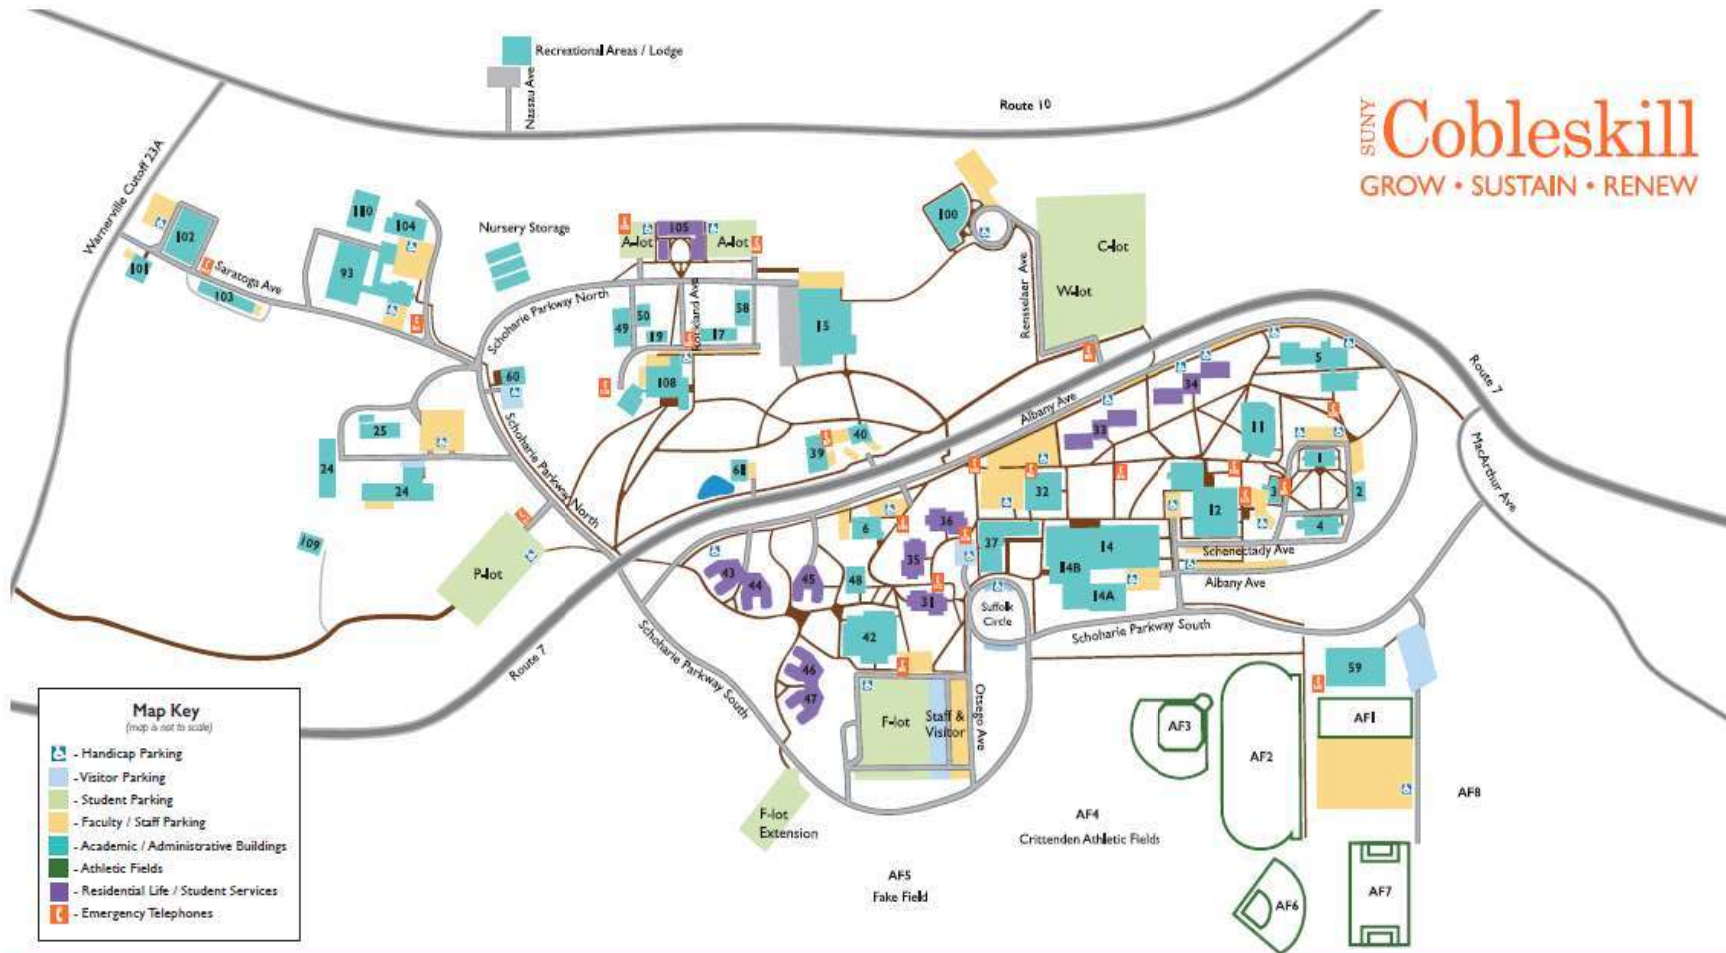 Recreational Areas / Lodge
Nassau Ave
Route 10
SUNY
Cobleskill
GROW • SUSTAIN • RENEW
Warnerville Cutoff 23A
110
104
102
101
93
103
Saratoga Ave
Nursery Storage
105
A-lot
A-lot
100
C-lot
W-lot
Rensselaer Ave
Schoharie Parkway North
50
49
19
17
58
15
60
108
Route 7
5
34
Albany Ave
33
11
MacArthur Ave
25
24
24
Schoharie Parkway North
39
40
32
1
3
2
12
4
6
36
37
14
Schenectady Ave
109
P-lot
43
44
45
48
35
14B
Albany Ave
31
14A
Suffolk
Circle
Schoharie Parkway South
42
Route 7
Schoharie Parkway South
46
47
59
F-lot
Staff &
Visitor
Otsego Ave
AF3
AF1
AF2
AF8
F-lot
Extension
AF4
Crittenden Athletic Fields
AF5
Fake Field
AF6
AF7
Map Key
(map is not to scale)
- Handicap Parking
- Visitor Parking
- Student Parking
- Faculty / Staff Parking
- Academic / Administrative Buildings
- Athletic Fields
- Residential Life / Student Services
- Emergency Telephones